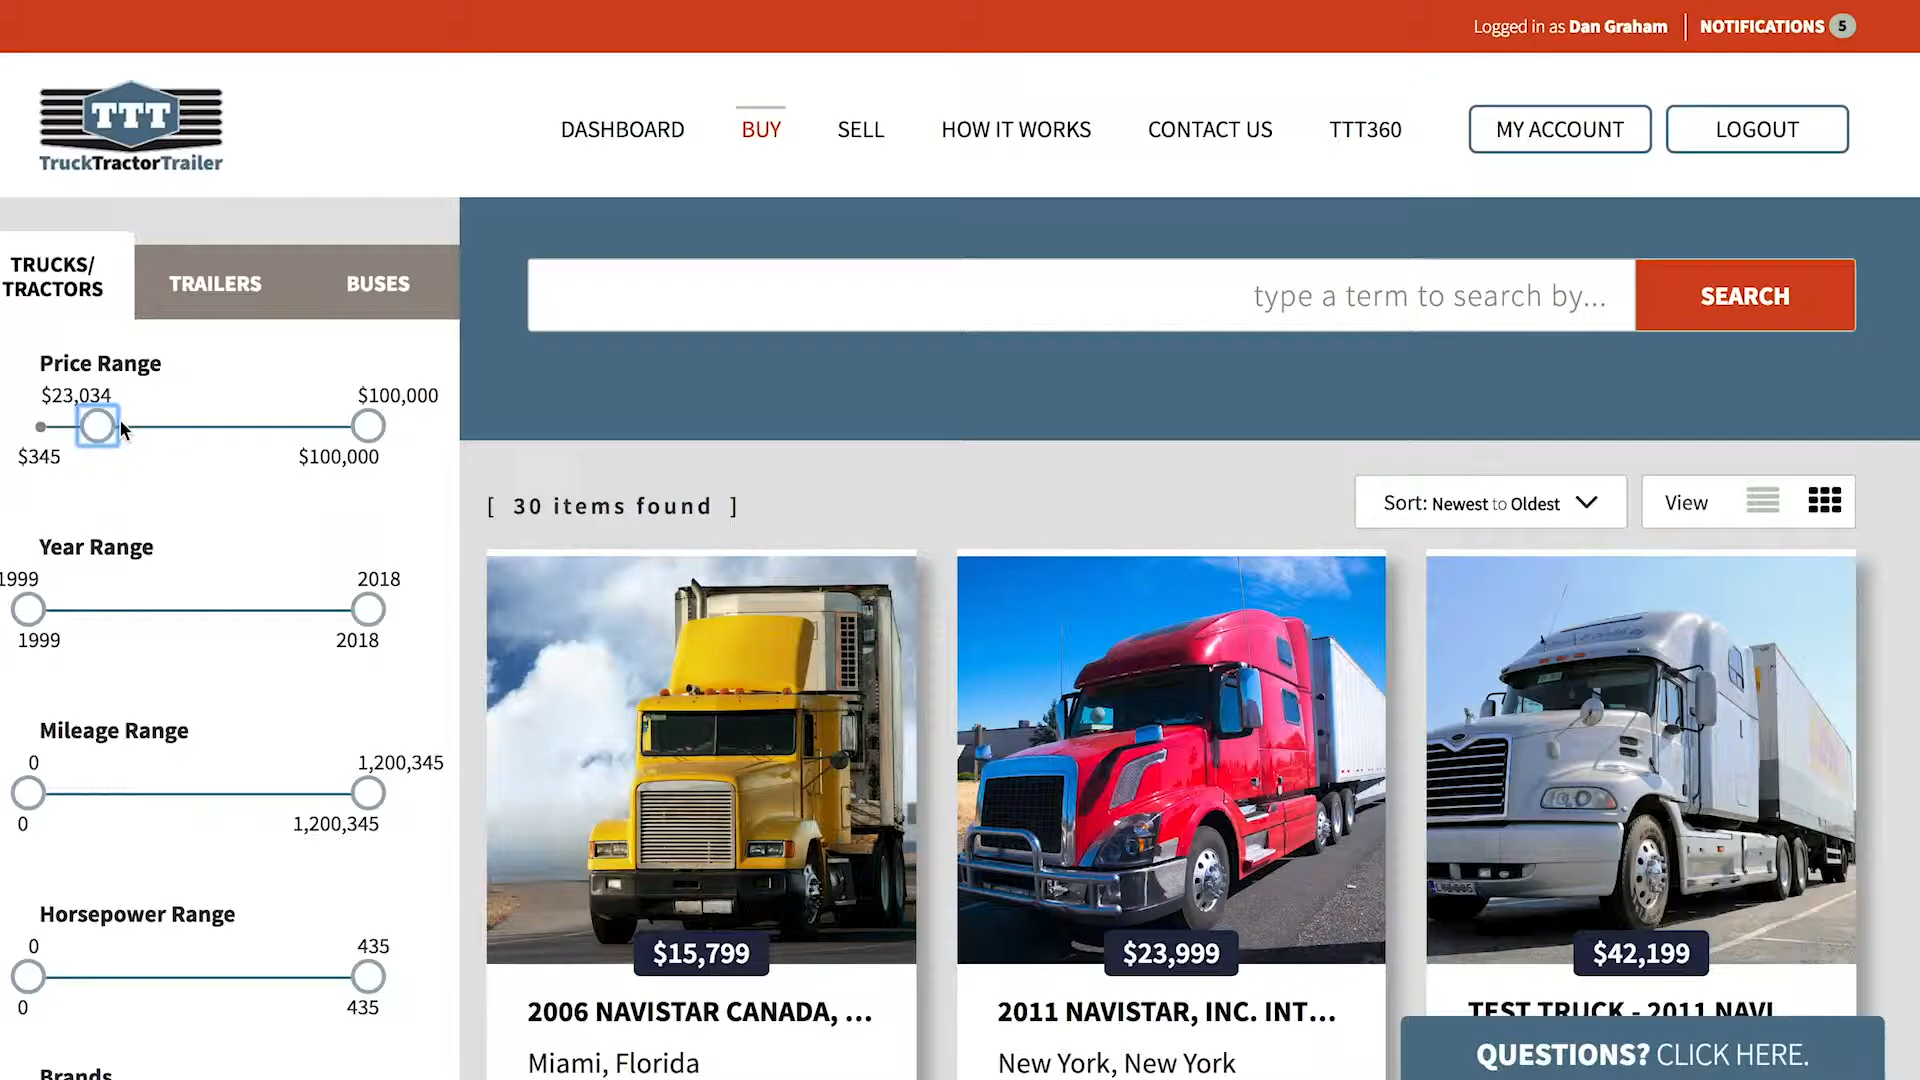 Logged in as Dan Graham
NOTIFICATIONS 5
TTT
TruckTractorTrailer
DASHBOARD
BUY
SELL
HOW IT WORKS
CONTACT US
TTT360
MY ACCOUNT
LOGOUT
TRUCKS/
TRACTORS
TRAILERS
BUSES
type a term to search by...
SEARCH
Price Range
$23,034
$100,000
$345
$100,000
Year Range
1999
2018
1999
2018
Mileage Range
0
1,200,345
0
1,200,345
Horsepower Range
0
435
0
435
Brands
[ 30 items found ]
Sort: Newest to Oldest
View
$15,799
2006 NAVISTAR CANADA, ...
Miami, Florida
$23,999
2011 NAVISTAR, INC. INT...
New York, New York
$42,199
TEST TRUCK - 2011 NAVI
QUESTIONS? CLICK HERE.